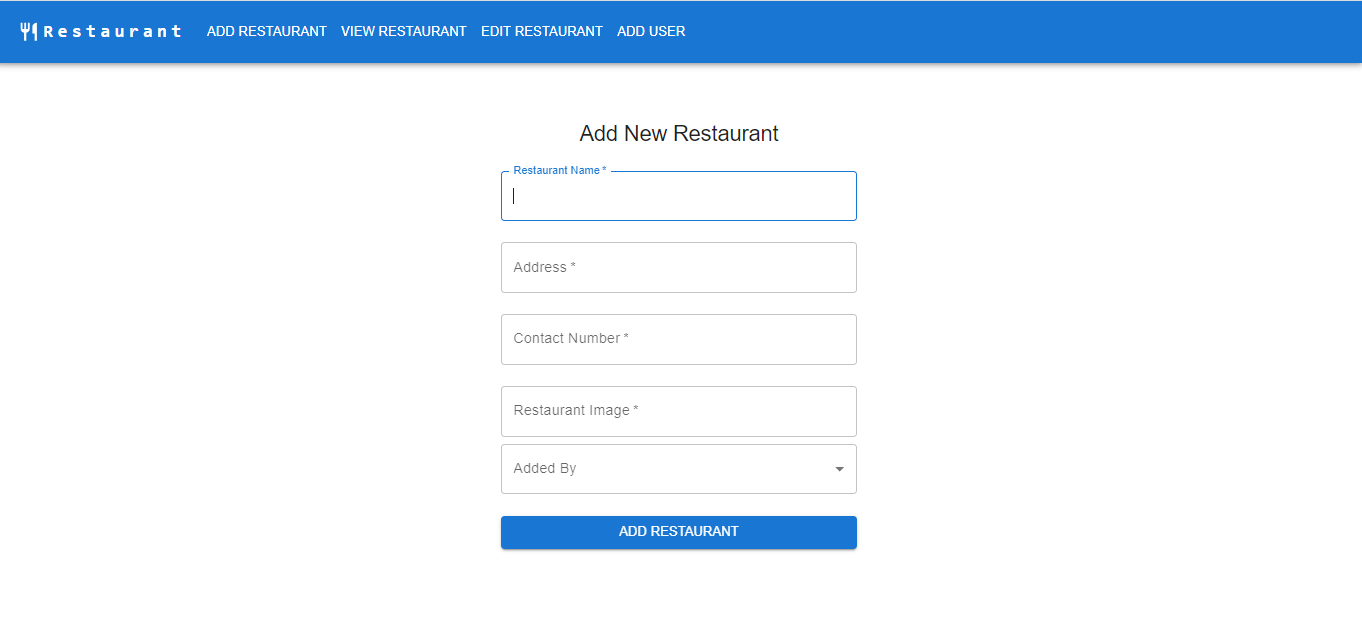 Restaurant ADD RESTAURANT VIEW RESTAURANT EDIT RESTAURANT ADD USER
Add New Restaurant
Restaurant Name *
Address *
Contact Number *
Restaurant Image *
Added By
ADD RESTAURANT